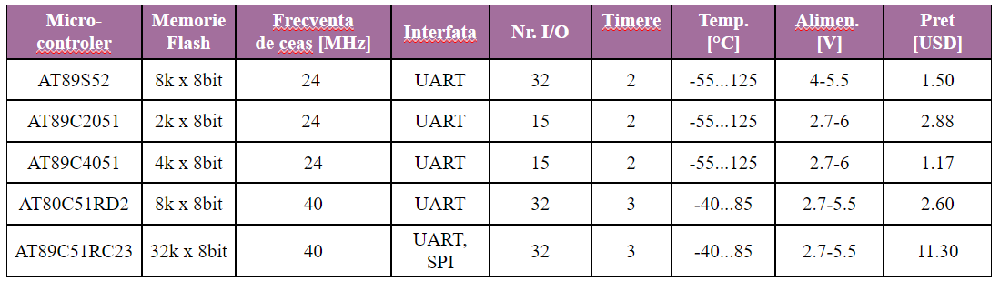 Micro-controler Memorie Flash Frecventa de ceas [MHz] Interfata Nr. I/O Timere Temp. [°C] Alimen. [V] Pret [USD]
AT89S52 8k x 8bit 24 UART 32 2 -55...125 4-5.5 1.50
AT89C2051 2k x 8bit 24 UART 15 2 -55...125 2.7-6 2.88
AT89C4051 4k x 8bit 24 UART 15 2 -55...125 2.7-6 1.17
AT80C51RD2 8k x 8bit 40 UART 32 3 -40...85 2.7-5.5 2.60
AT89C51RC23 32k x 8bit 40 UART, SPI 32 3 -40...85 2.7-5.5 11.30